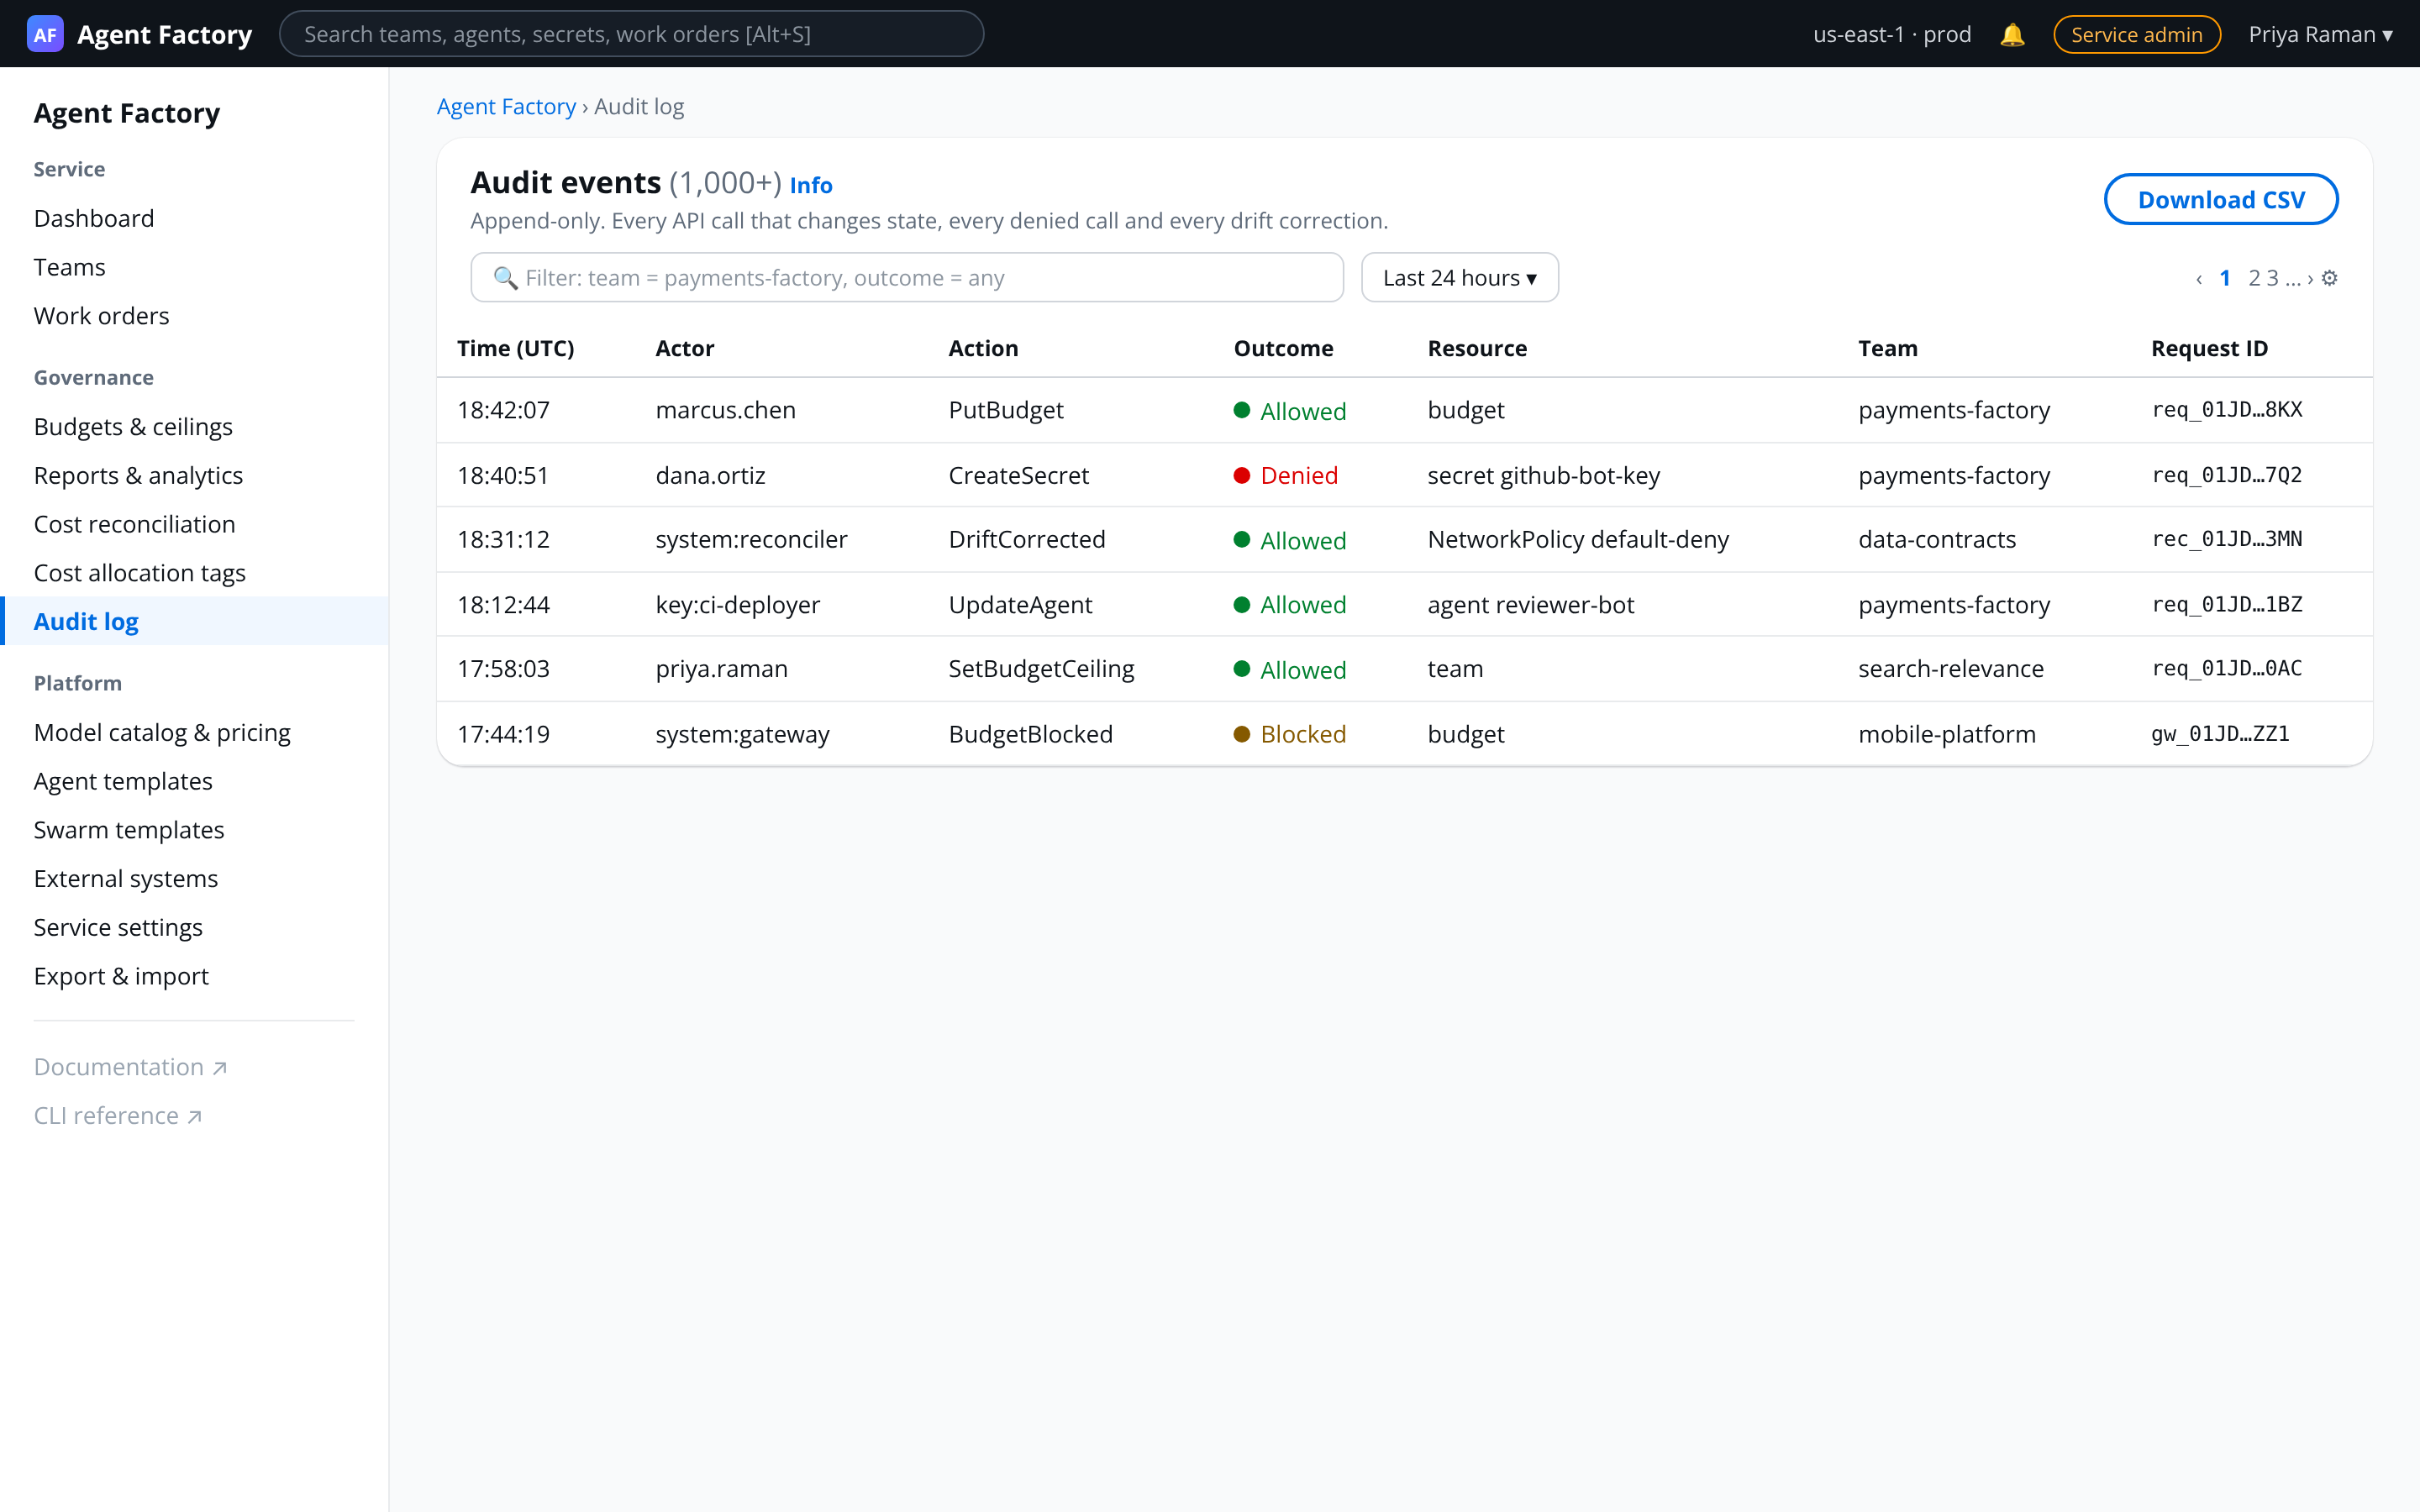 AF Agent Factory Search teams, agents, secrets, work orders [Alt+S] us-east-1 · prod 🔔 Service admin Priya Raman ▾
Agent Factory
Service
Dashboard
Teams
Work orders
Governance
Budgets & ceilings
Reports & analytics
Cost reconciliation
Cost allocation tags
Audit log
Platform
Model catalog & pricing
Agent templates
Swarm templates
External systems
Service settings
Export & import
Documentation ↗
CLI reference ↗
Agent Factory › Audit log
Audit events (1,000+) Info
Append-only. Every API call that changes state, every denied call and every drift correction.
Download CSV
🔍 Filter: team = payments-factory, outcome = any Last 24 hours ▾ ‹ 1 2 3 ... › ⚙
Time (UTC) Actor Action Outcome Resource Team Request ID
18:42:07 marcus.chen PutBudget Allowed budget payments-factory req_01JD…8KX
18:40:51 dana.ortiz CreateSecret Denied secret github-bot-key payments-factory req_01JD…7Q2
18:31:12 system:reconciler DriftCorrected Allowed NetworkPolicy default-deny data-contracts rec_01JD…3MN
18:12:44 key:ci-deployer UpdateAgent Allowed agent reviewer-bot payments-factory req_01JD…1BZ
17:58:03 priya.raman SetBudgetCeiling Allowed team search-relevance req_01JD…0AC
17:44:19 system:gateway BudgetBlocked Blocked budget mobile-platform gw_01JD…ZZ1